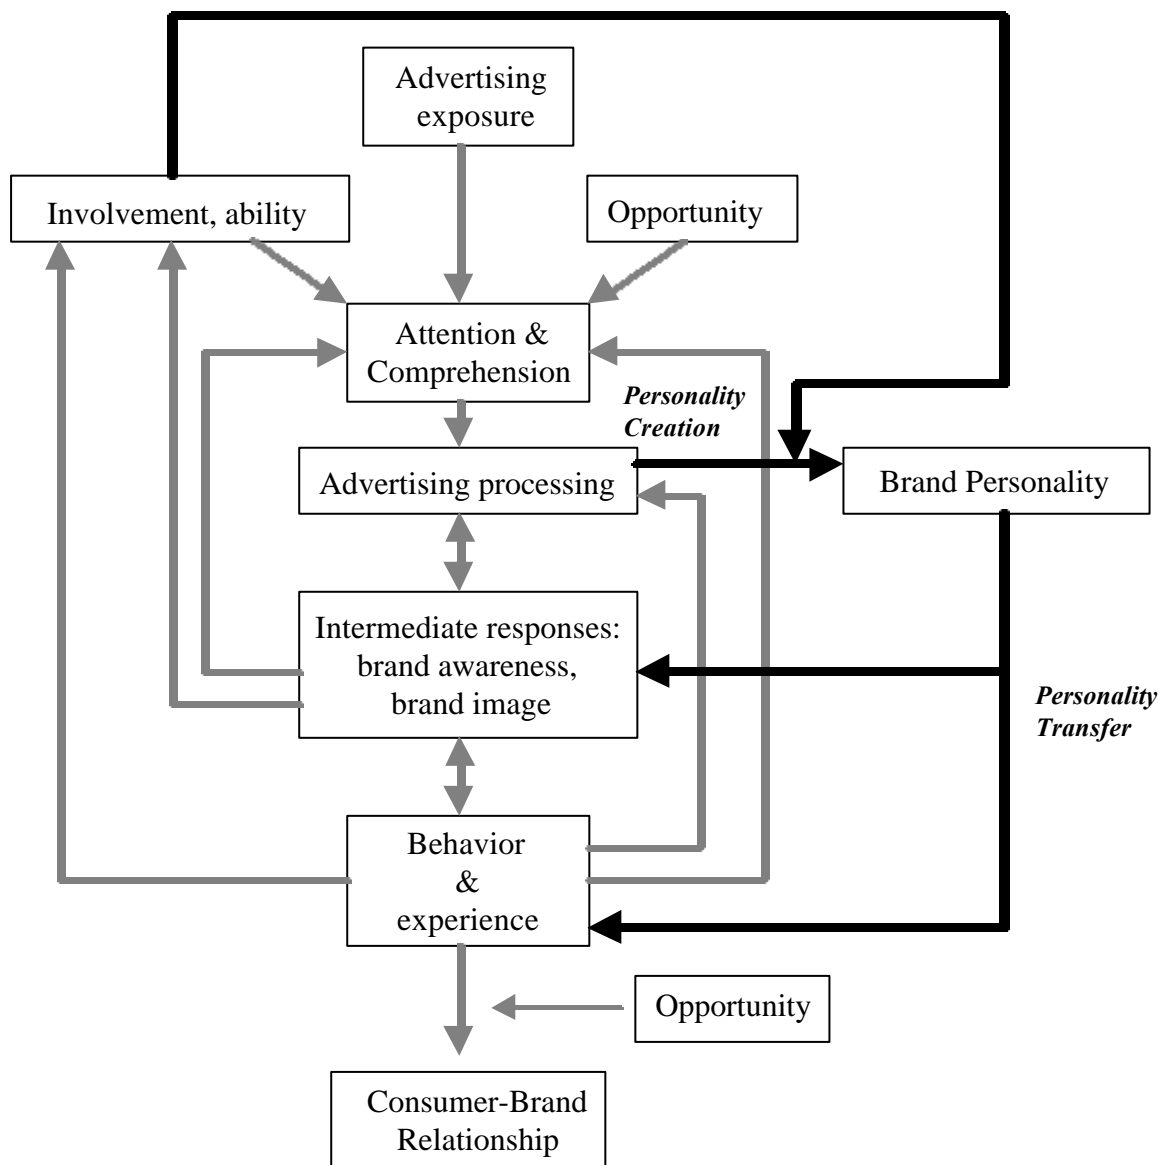 Advertising
exposure
Involvement, ability
Opportunity
Attention &
Comprehension
Personality
Creation
Advertising processing
Brand Personality
Intermediate responses:
brand awareness,
brand image
Personality
Transfer
Behavior
&
experience
Opportunity
Consumer-Brand
Relationship